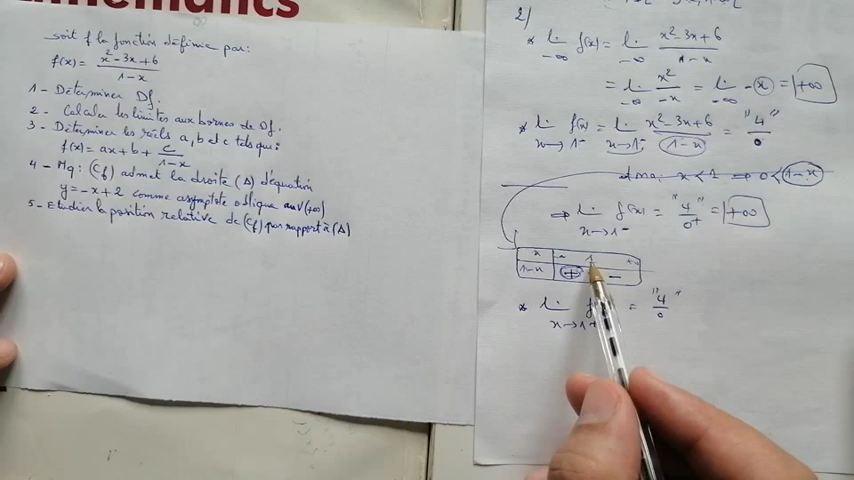 Mathematics
soit f la fonction définie par:
f(x) = x² - 3x + 6 / 1 - x
1 - Déterminer Df.
2 - Calculer les limites aux bornes de Df.
3 - Déterminer les réels a, b et c tels que:
f(x) = ax + b + c / 1 - x
4 - Mq: (Cf) admet la droite (Δ) d'équation
y = -x + 2 comme asymptote oblique au V(+∞)
5 - Etudier la position relative de (Cf) par rapport à (Δ)
2/
* lim -∞ f(x) = lim -∞ x² - 3x + 6 / 1 - x
= lim -∞ x² / -x = lim -∞ -x = +∞
* lim x→1⁻ f(x) = lim x→1⁻ x² - 3x + 6 / 1 - x = "4/0"
x < 1 ⇒ 0 < 1 - x
⇒ lim x→1⁻ f(x) = "4/0⁺" = +∞
x -∞ 1 +∞
1-x + -
* lim x→1⁺ = "4/0"